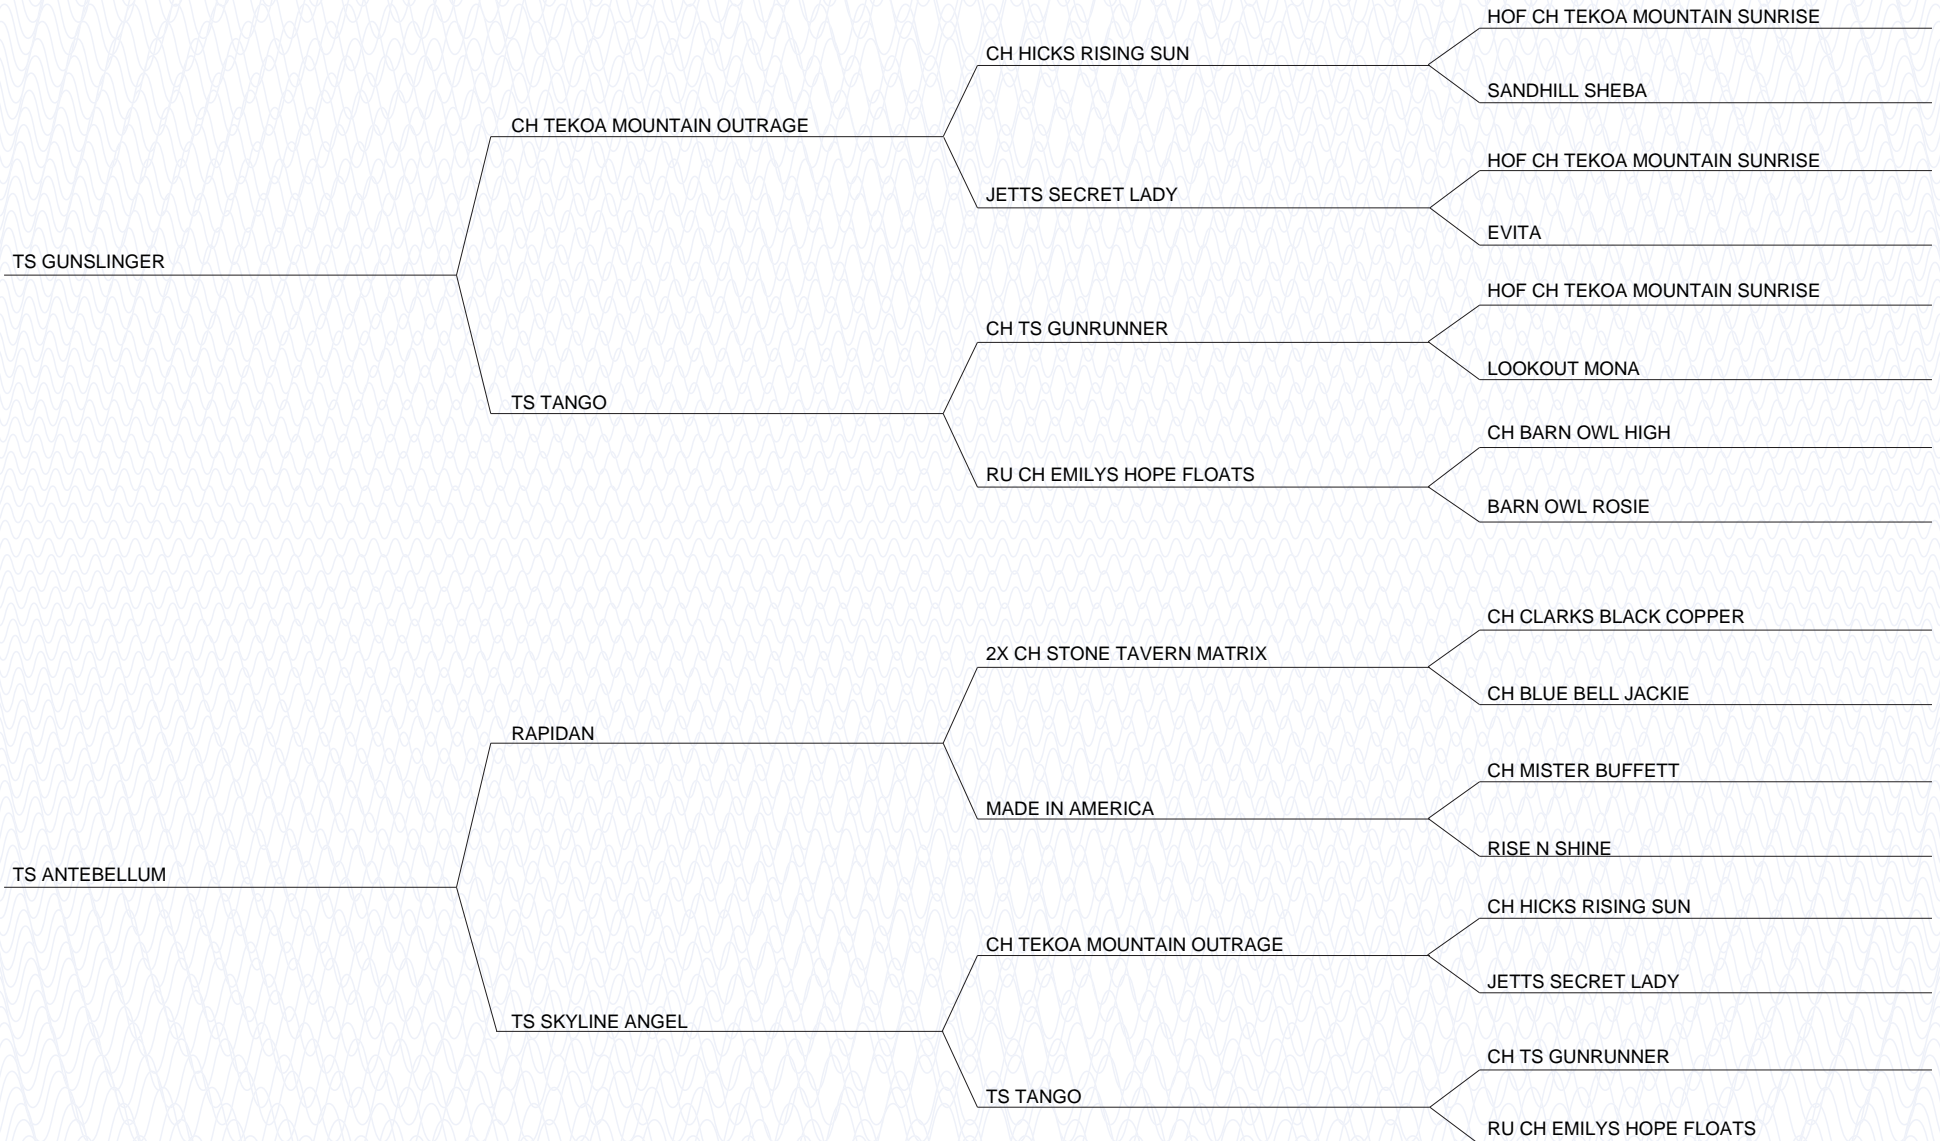 HOF CH TEKOA MOUNTAIN SUNRISE
CH HICKS RISING SUN
SANDHILL SHEBA
CH TEKOA MOUNTAIN OUTRAGE
HOF CH TEKOA MOUNTAIN SUNRISE
JETTS SECRET LADY
EVITA
TS GUNSLINGER
HOF CH TEKOA MOUNTAIN SUNRISE
CH TS GUNRUNNER
LOOKOUT MONA
TS TANGO
CH BARN OWL HIGH
RU CH EMILYS HOPE FLOATS
BARN OWL ROSIE
CH CLARKS BLACK COPPER
2X CH STONE TAVERN MATRIX
CH BLUE BELL JACKIE
RAPIDAN
CH MISTER BUFFETT
MADE IN AMERICA
RISE N SHINE
TS ANTEBELLUM
CH HICKS RISING SUN
CH TEKOA MOUNTAIN OUTRAGE
JETTS SECRET LADY
TS SKYLINE ANGEL
CH TS GUNRUNNER
TS TANGO
RU CH EMILYS HOPE FLOATS